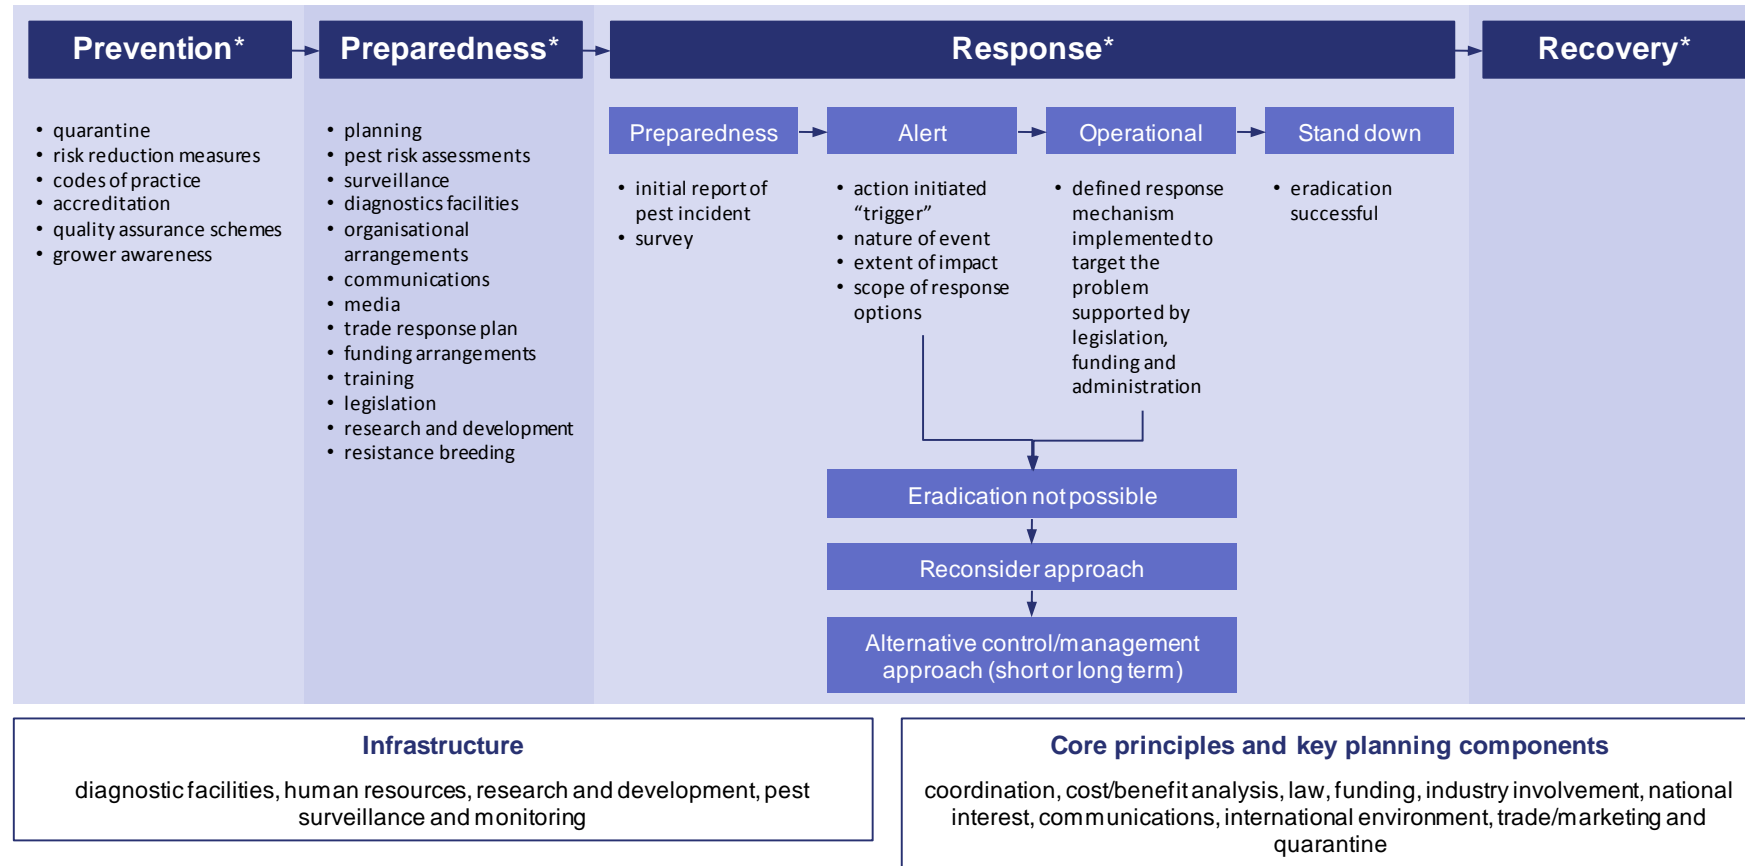 Prevention*
Preparedness*
Response*
Recovery*
• quarantine
• risk reduction measures
• codes of practice
• accreditation
• quality assurance schemes
• grower awareness
• planning
• pest risk assessments
• surveillance
• diagnostics facilities
• organisational
arrangements
• communications
• media
• trade response plan
• funding arrangements
• training
• legislation
• research and development
• resistance breeding
Preparedness
Alert
Operational
Stand down
• initial report of
pest incident
• survey
• action initiated
“trigger”
• nature of event
• extent of impact
• scope of response
options
• defined response
mechanism
implemented to
target the
problem
supported by
legislation,
funding and
administration
• eradication
successful
Eradication not possible
Reconsider approach
Alternative control/management
approach (short or long term)
Infrastructure
diagnostic facilities, human resources, research and development, pest
surveillance and monitoring
Core principles and key planning components
coordination, cost/benefit analysis, law, funding, industry involvement, national
interest, communications, international environment, trade/marketing and
quarantine